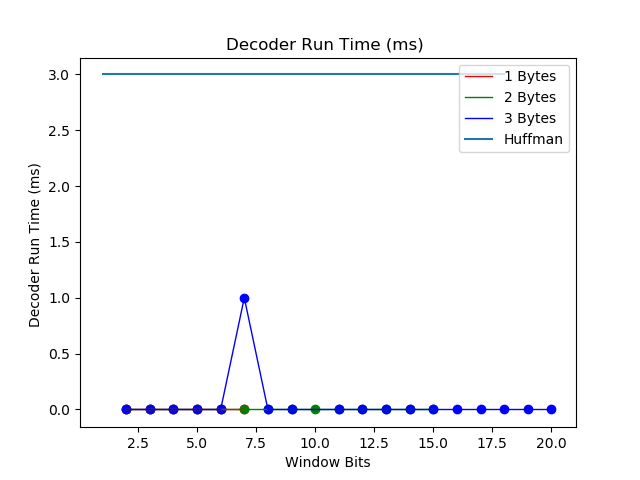 Decoder Run Time (ms)
3.0
2.5
2.0
1.5
1.0
0.5
0.0
Decoder Run Time (ms)
1 Bytes
2 Bytes
3 Bytes
Huffman
2.5 5.0 7.5 10.0 12.5 15.0 17.5 20.0
Window Bits